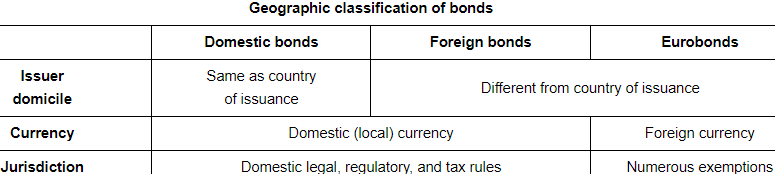 Geographic classification of bonds
Domestic bonds Foreign bonds Eurobonds
Issuer domicile Same as country of issuance Different from country of issuance
Currency Domestic (local) currency Foreign currency
Jurisdiction Domestic legal, regulatory, and tax rules Numerous exemptions